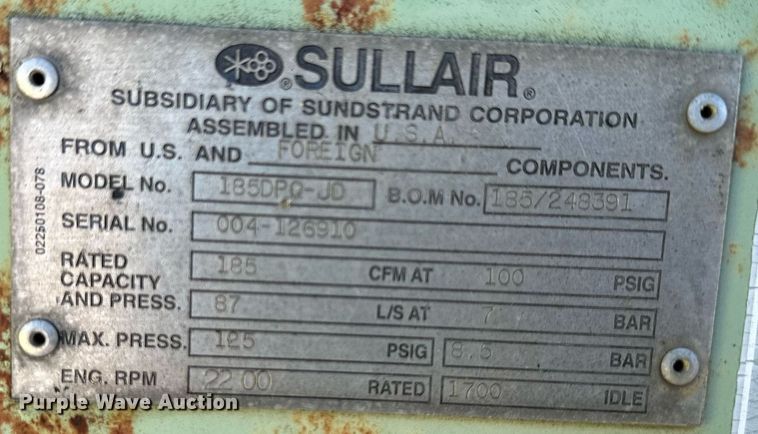 SULLAIR®
SUBSIDIARY OF SUNDSTRAND CORPORATION
ASSEMBLED IN U.S.A.
FROM U.S. AND FOREIGN COMPONENTS.
MODEL No. 185DPQ-JD B.O.M No. 185/248391
SERIAL No. 004-126910
RATED CAPACITY AND PRESS. 185 CFM AT 100 PSIG
87 L/S AT 7 BAR
MAX. PRESS. 125 PSIG 8.6 BAR
ENG. RPM 2200 RATED 1700 IDLE
02250108-078
Purple Wave Auction